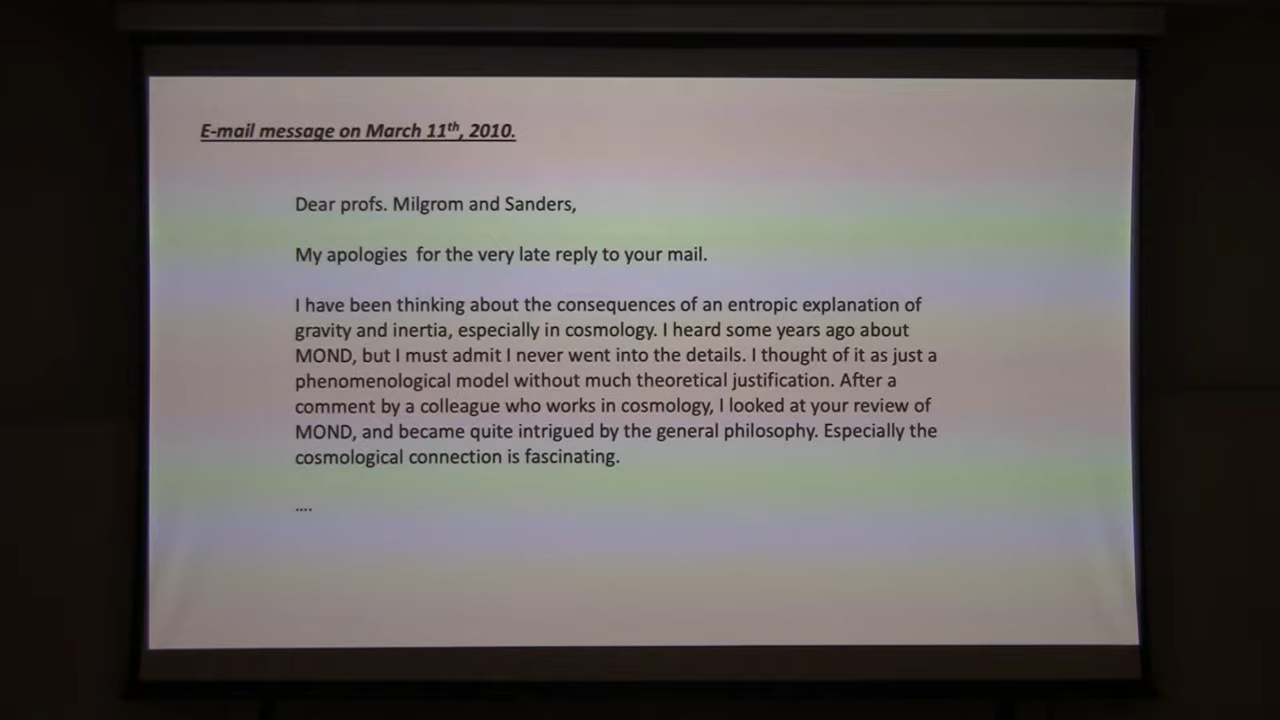 E-mail message on March 11th, 2010.
Dear profs. Milgrom and Sanders,
My apologies for the very late reply to your mail.
I have been thinking about the consequences of an entropic explanation of
gravity and inertia, especially in cosmology. I heard some years ago about
MOND, but I must admit I never went into the details. I thought of it as just a
phenomenological model without much theoretical justification. After a
comment by a colleague who works in cosmology, I looked at your review of
MOND, and became quite intrigued by the general philosophy. Especially the
cosmological connection is fascinating.
....